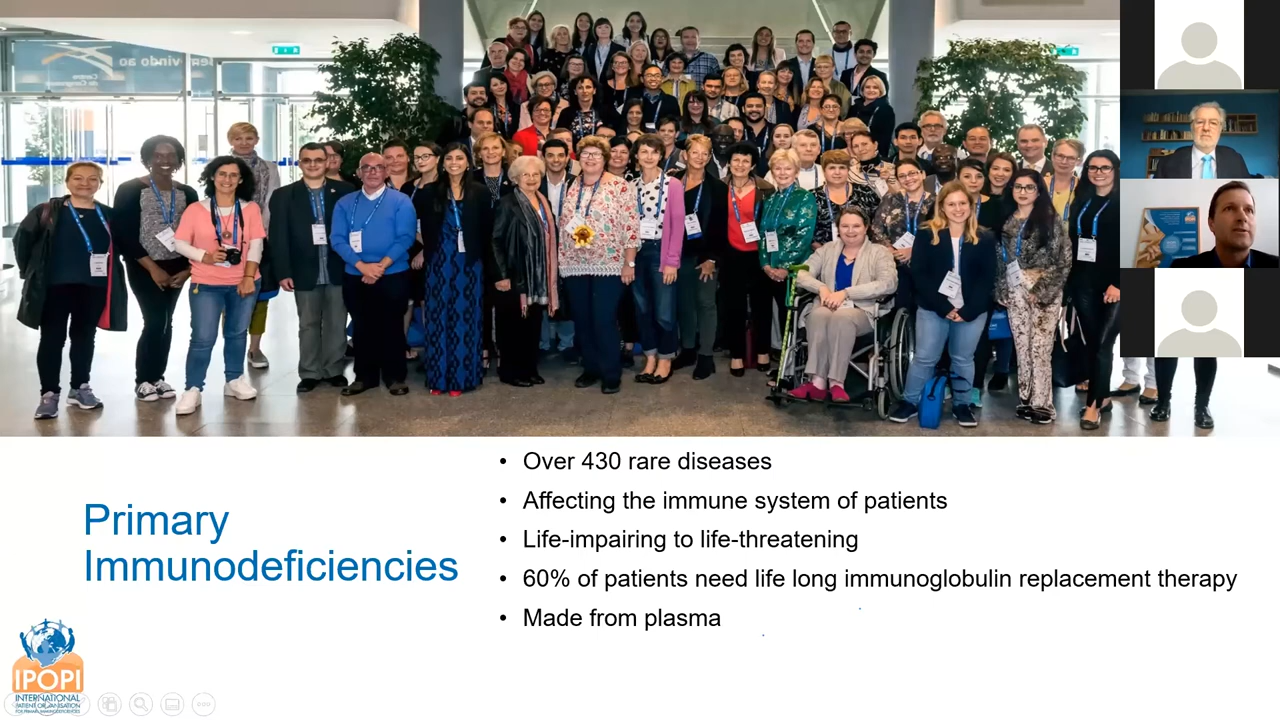 Primary
Immunodeficiencies
• Over 430 rare diseases
• Affecting the immune system of patients
• Life-impairing to life-threatening
• 60% of patients need life long immunoglobulin replacement therapy
• Made from plasma
IPOPI
INTERNATIONAL
PATIENT ORGANISATION
FOR PRIMARY IMMUNODEFICIENCIES